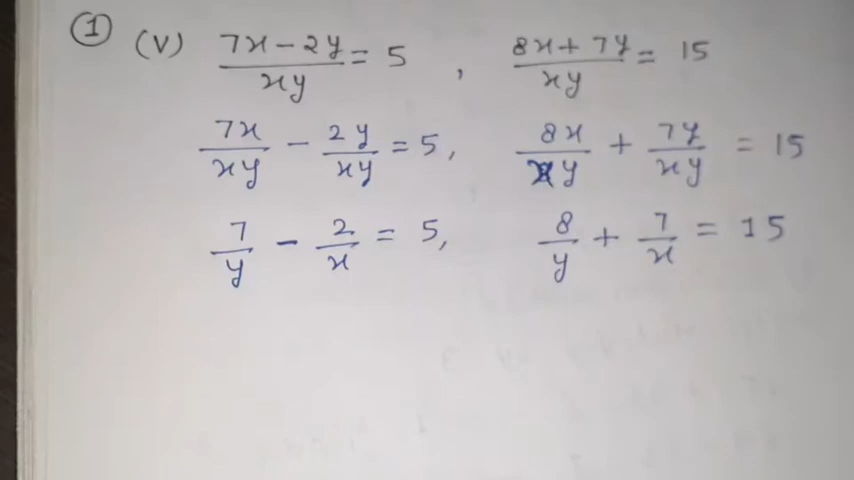 ① (V) 7x - 2y / xy = 5 , 8x + 7y / xy = 15
7x / xy - 2y / xy = 5, 8x / xy + 7y / xy = 15
7 / y - 2 / x = 5, 8 / y + 7 / x = 15